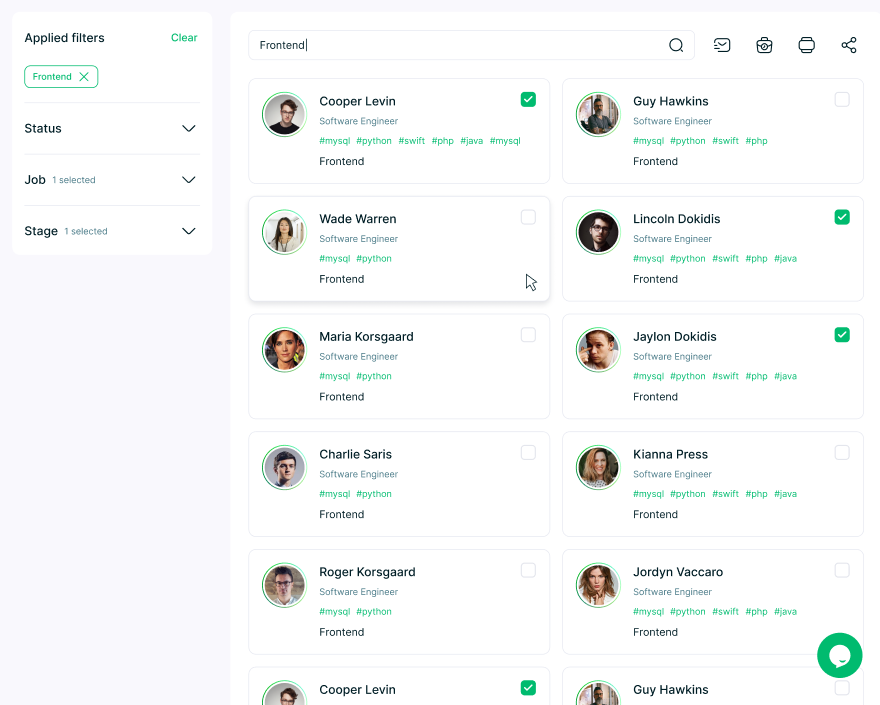 Applied filters
Clear
Frontend
Status
Job 1 selected
Stage 1 selected
Frontend
Cooper Levin
Software Engineer
#mysql #python #swift #php #java #mysql
Frontend
Guy Hawkins
Software Engineer
#mysql #python #swift #php
Frontend
Wade Warren
Software Engineer
#mysql #python
Frontend
Lincoln Dokidis
Software Engineer
#mysql #python #swift #php #java
Frontend
Maria Korsgaard
Software Engineer
#mysql #python
Frontend
Jaylon Dokidis
Software Engineer
#mysql #python #swift #php #java
Frontend
Charlie Saris
Software Engineer
#mysql #python
Frontend
Kianna Press
Software Engineer
#mysql #python #swift #php #java
Frontend
Roger Korsgaard
Software Engineer
#mysql #python
Frontend
Jordyn Vaccaro
Software Engineer
#mysql #python #swift #php #java
Frontend
Cooper Levin
Guy Hawkins